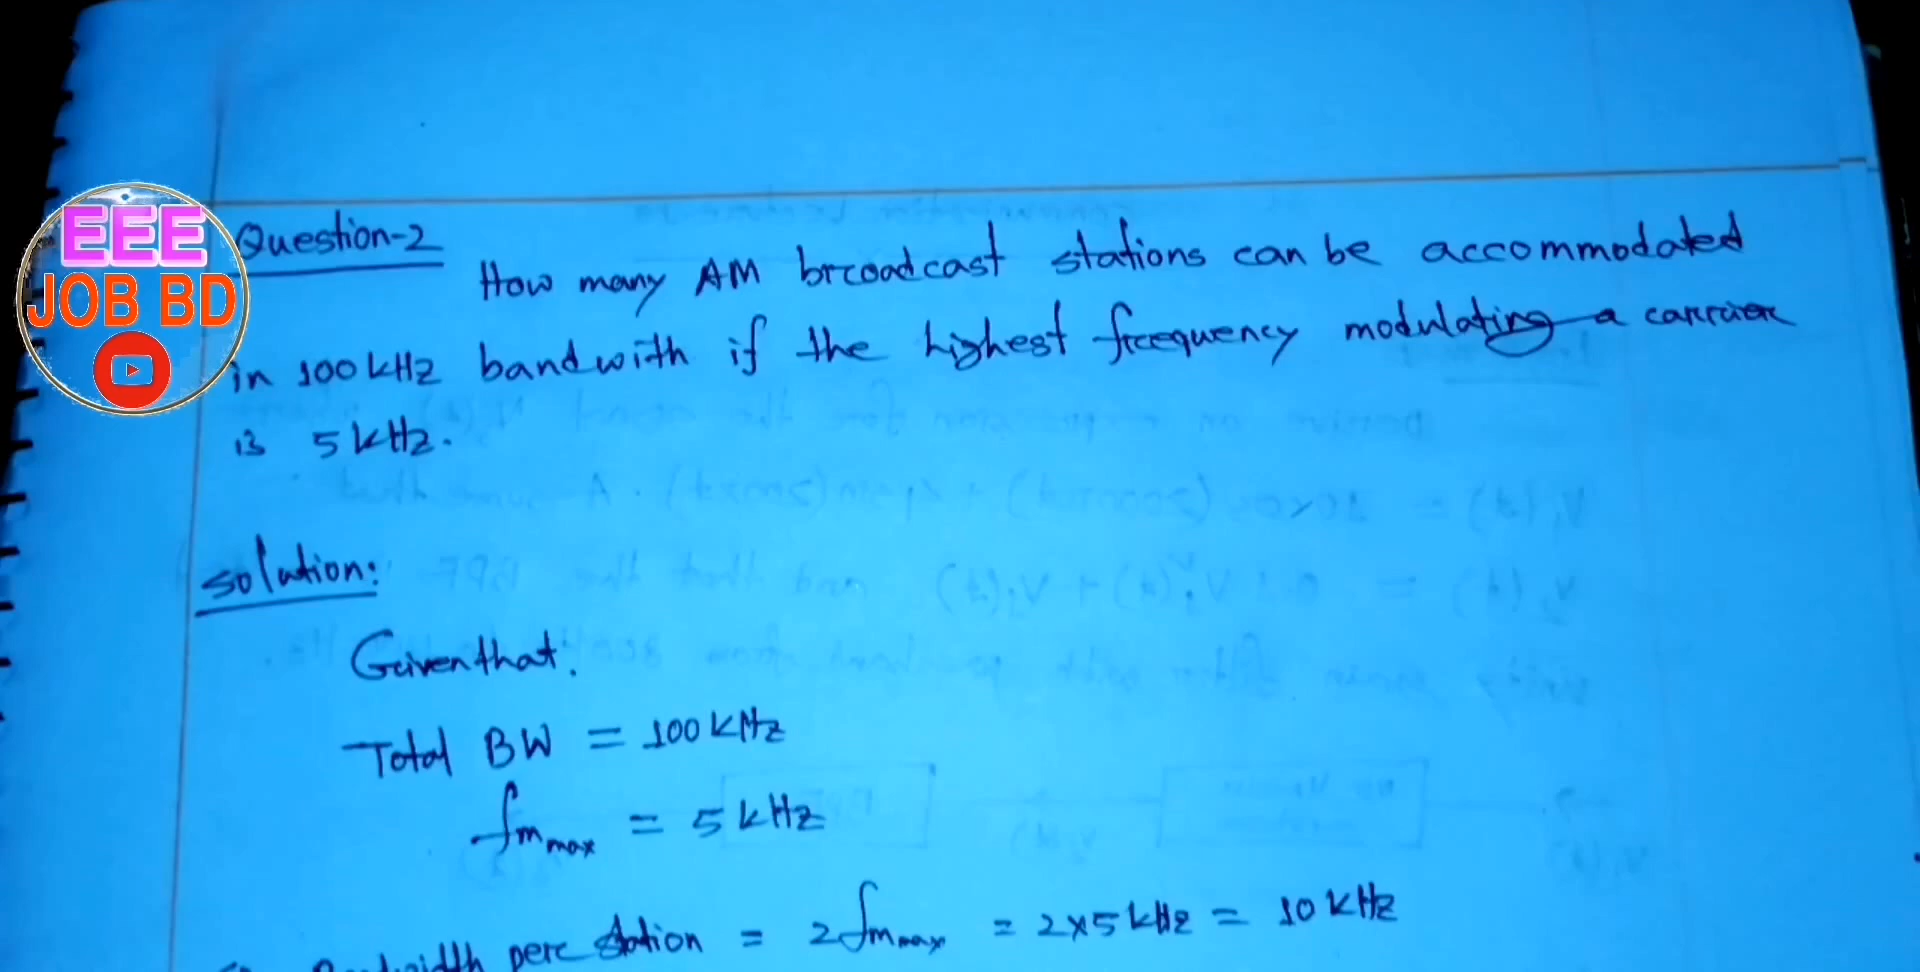 EEE
JOB BD
Question-2
How many AM broadcast stations can be accommodated
in 100 kHz bandwith if the highest frequency modulating a carrier
is 5 kHz.
solution:
Given that:
Total BW = 100 kHz
fm max = 5 kHz
per station = 2 fm max = 2×5 kHz = 10 kHz